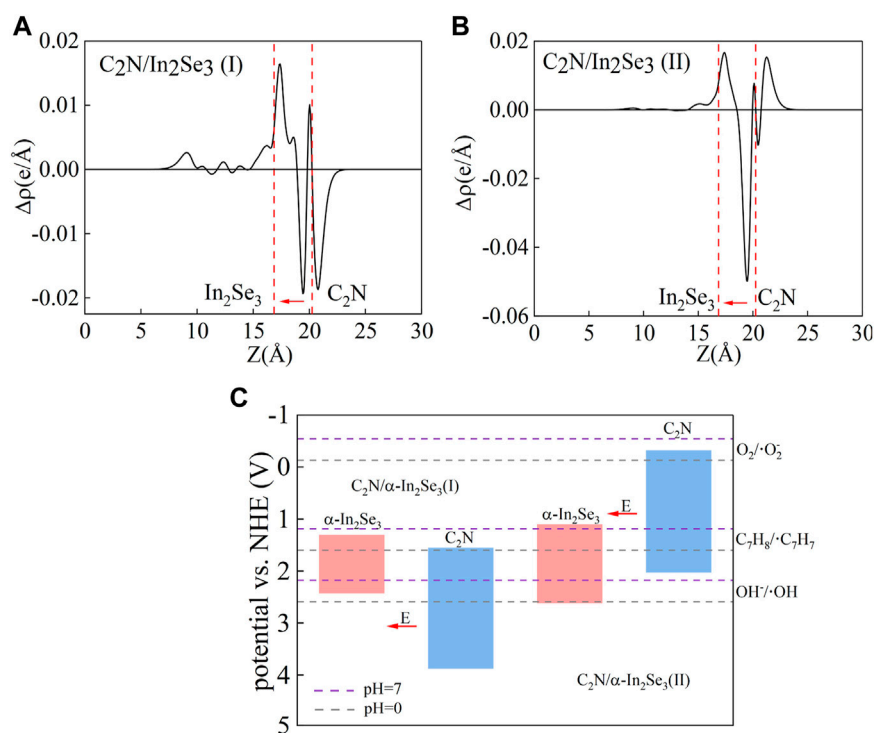 A
C₂N/In₂Se₃ (I)
0.02
0.01
0.00
-0.01
-0.02
Δρ(e/Å)
In₂Se₃
C₂N
0
5
10
15
20
25
30
Z(Å)
B
C₂N/In₂Se3 (II)
0.02
0.00
-0.02
-0.04
-0.06
Δρ(e/Å)
In₂Se₃
C₂N
0
5
10
15
20
25
30
Z(Å)
C
-1
0
1
2
3
4
5
potential vs. NHE (V)
C₂N
O₂/·O₂⁻
C₂N/α-In₂Se₃(I)
α-In₂Se₃
C₂N
α-In₂Se₃
E
C₇H₈/·C₇H₇
OH⁻/·OH
E
C₂N/α-In₂Se₃(II)
pH=7
pH=0